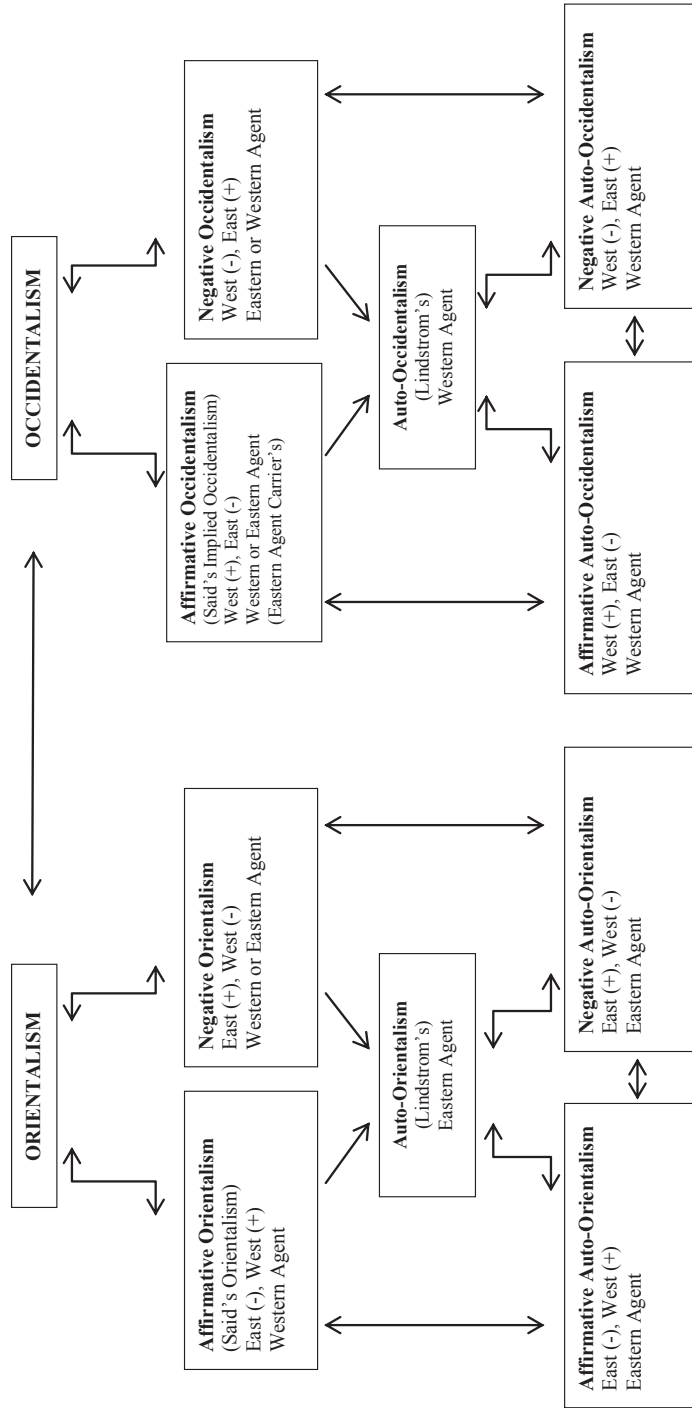 ORIENTALISM
OCCIDENTALISM
Affirmative Orientalism
(Said's Orientalism)
East (-), West (+)
Western Agent
Negative Orientalism
East (+), West (-)
Western or Eastern Agent
Affirmative Occidentalism
(Said's Implied Occidentalism)
West (+), East (-)
Western or Eastern Agent
(Eastern Agent Carrier's)
Negative Occidentalism
West (-), East (+)
Eastern or Western Agent
Auto-Orientalism
(Lindstrom's)
Eastern Agent
Auto-Occidentalism
(Lindstrom's)
Western Agent
Affirmative Auto-Orientalism
East (-), West (+)
Eastern Agent
Negative Auto-Orientalism
East (+), West (-)
Eastern Agent
Affirmative Auto-Occidentalism
West (+), East (-)
Western Agent
Negative Auto-Occidentalism
West (-), East (+)
Western Agent